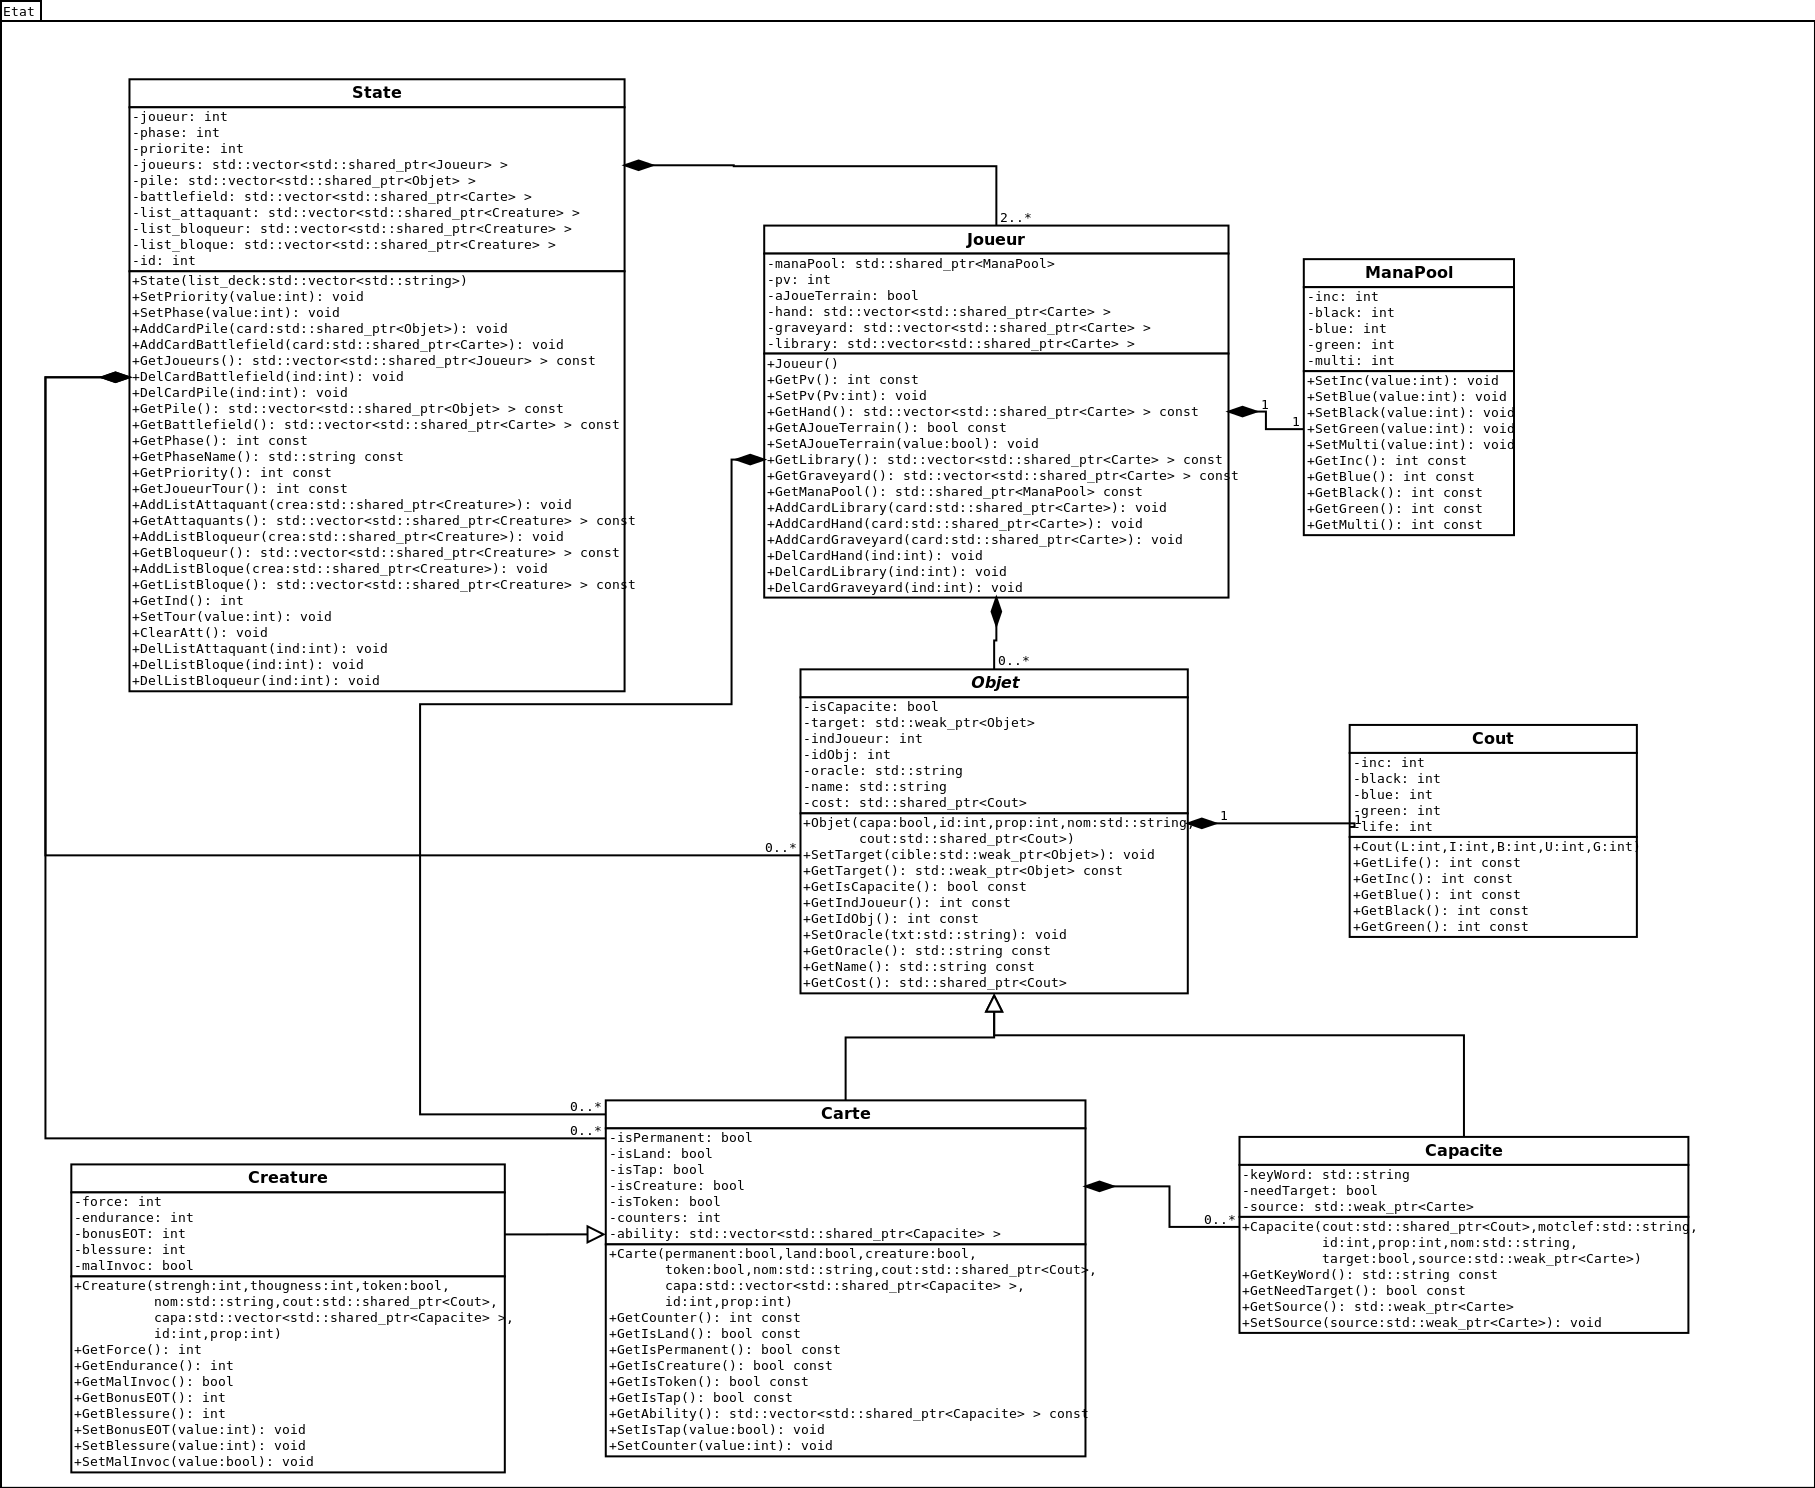 Etat
State
-joueur: int
-phase: int
-priorite: int
-joueurs: std::vector<std::shared_ptr<Joueur> >
-pile: std::vector<std::shared_ptr<Objet> >
-battlefield: std::vector<std::shared_ptr<Carte> >
-list_attaquant: std::vector<std::shared_ptr<Creature> >
-list_bloqueur: std::vector<std::shared_ptr<Creature> >
-list_bloque: std::vector<std::shared_ptr<Creature> >
-id: int
+State(list_deck:std::vector<std::string>)
+SetPriority(value:int): void
+SetPhase(value:int): void
+AddCardPile(card:std::shared_ptr<Objet>): void
+AddCardBattlefield(card:std::shared_ptr<Carte>): void
+GetJoueurs(): std::vector<std::shared_ptr<Joueur> > const
+DelCardBattlefield(ind:int): void
+DelCardPile(ind:int): void
+GetPile(): std::vector<std::shared_ptr<Objet> > const
+GetBattlefield(): std::vector<std::shared_ptr<Carte> > const
+GetPhase(): int const
+GetPhaseName(): std::string const
+GetPriority(): int const
+GetJoueurTour(): int const
+AddListAttaquant(crea:std::shared_ptr<Creature>): void
+GetAttaquants(): std::vector<std::shared_ptr<Creature> > const
+AddListBloqueur(crea:std::shared_ptr<Creature>): void
+GetBloqueur(): std::vector<std::shared_ptr<Creature> > const
+AddListBloque(crea:std::shared_ptr<Creature>): void
+GetListBloque(): std::vector<std::shared_ptr<Creature> > const
+GetInd(): int
+SetTour(value:int): void
+ClearAtt(): void
+DelListAttaquant(ind:int): void
+DelListBloque(ind:int): void
+DelListBloqueur(ind:int): void
2..*
Joueur
-manaPool: std::shared_ptr<ManaPool>
-pv: int
-aJoueTerrain: bool
-hand: std::vector<std::shared_ptr<Carte> >
-graveyard: std::vector<std::shared_ptr<Carte> >
-library: std::vector<std::shared_ptr<Carte> >
+Joueur()
+GetPv(): int const
+SetPv(Pv:int): void
+GetHand(): std::vector<std::shared_ptr<Carte> > const
+GetAJoueTerrain(): bool const
+SetAJoueTerrain(value:bool): void
+GetLibrary(): std::vector<std::shared_ptr<Carte> > const
+GetGraveyard(): std::vector<std::shared_ptr<Carte> > const
+GetManaPool(): std::shared_ptr<ManaPool> const
+AddCardLibrary(card:std::shared_ptr<Carte>): void
+AddCardHand(card:std::shared_ptr<Carte>): void
+AddCardGraveyard(card:std::shared_ptr<Carte>): void
+DelCardHand(ind:int): void
+DelCardLibrary(ind:int): void
+DelCardGraveyard(ind:int): void
1
1
ManaPool
-inc: int
-black: int
-blue: int
-green: int
-multi: int
+SetInc(value:int): void
+SetBlue(value:int): void
+SetBlack(value:int): void
+SetGreen(value:int): void
+SetMulti(value:int): void
+GetInc(): int const
+GetBlue(): int const
+GetBlack(): int const
+GetGreen(): int const
+GetMulti(): int const
0..*
Objet
-isCapacite: bool
-target: std::weak_ptr<Objet>
-indJoueur: int
-idObj: int
-oracle: std::string
-name: std::string
-cost: std::shared_ptr<Cout>
+Objet(capa:bool,id:int,prop:int,nom:std::string,
cout:std::shared_ptr<Cout>)
+SetTarget(cible:std::weak_ptr<Objet>): void
+GetTarget(): std::weak_ptr<Objet> const
+GetIsCapacite(): bool const
+GetIndJoueur(): int const
+GetIdObj(): int const
+SetOracle(txt:std::string): void
+GetOracle(): std::string const
+GetName(): std::string const
+GetCost(): std::shared_ptr<Cout>
0..*
1
1
Cout
-inc: int
-black: int
-blue: int
-green: int
-life: int
+Cout(L:int,I:int,B:int,U:int,G:int)
+GetLife(): int const
+GetInc(): int const
+GetBlue(): int const
+GetBlack(): int const
+GetGreen(): int const
0..*
0..*
Carte
-isPermanent: bool
-isLand: bool
-isTap: bool
-isCreature: bool
-isToken: bool
-counters: int
-ability: std::vector<std::shared_ptr<Capacite> >
+Carte(permanent:bool,land:bool,creature:bool,
token:bool,nom:std::string,cout:std::shared_ptr<Cout>,
capa:std::vector<std::shared_ptr<Capacite> >,
id:int,prop:int)
+GetCounter(): int const
+GetIsLand(): bool const
+GetIsPermanent(): bool const
+GetIsCreature(): bool const
+GetIsToken(): bool const
+GetIsTap(): bool const
+GetAbility(): std::vector<std::shared_ptr<Capacite> > const
+SetIsTap(value:bool): void
+SetCounter(value:int): void
0..*
Capacite
-keyWord: std::string
-needTarget: bool
-source: std::weak_ptr<Carte>
+Capacite(cout:std::shared_ptr<Cout>,motclef:std::string,
id:int,prop:int,nom:std::string,
target:bool,source:std::weak_ptr<Carte>)
+GetKeyWord(): std::string const
+GetNeedTarget(): bool const
+GetSource(): std::weak_ptr<Carte>
+SetSource(source:std::weak_ptr<Carte>): void
Creature
-force: int
-endurance: int
-bonusEOT: int
-blessure: int
-malInvoc: bool
+Creature(strengh:int,thougness:int,token:bool,
nom:std::string,cout:std::shared_ptr<Cout>,
capa:std::vector<std::shared_ptr<Capacite> >,
id:int,prop:int)
+GetForce(): int
+GetEndurance(): int
+GetMalInvoc(): bool
+GetBonusEOT(): int
+GetBlessure(): int
+SetBonusEOT(value:int): void
+SetBlessure(value:int): void
+SetMalInvoc(value:bool): void